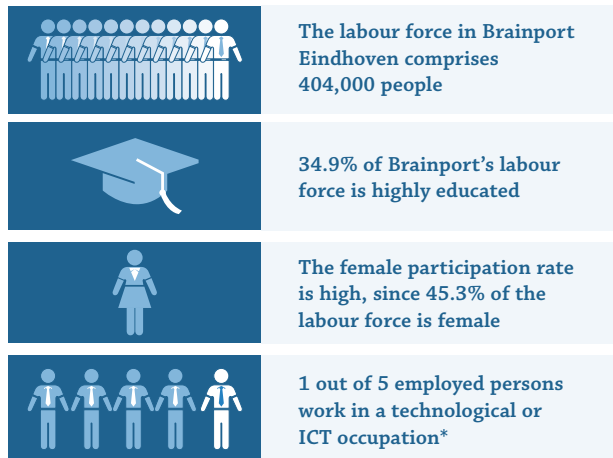 The labour force in Brainport
Eindhoven comprises
404,000 people
34.9% of Brainport's labour
force is highly educated
The female participation rate
is high, since 45.3% of the
labour force is female
1 out of 5 employed persons
work in a technological or
ICT occupation*